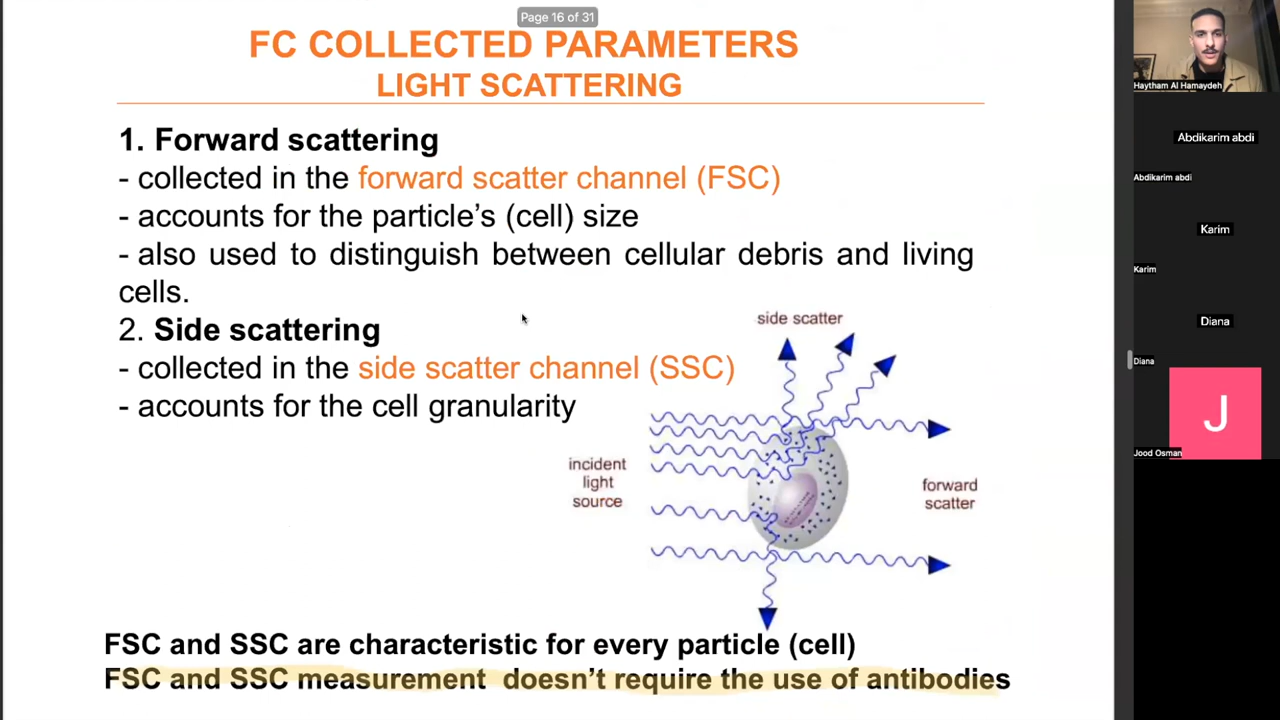 Page 16 of 31
FC COLLECTED PARAMETERS
LIGHT SCATTERING
1. Forward scattering
- collected in the forward scatter channel (FSC)
- accounts for the particle’s (cell) size
- also used to distinguish between cellular debris and living
cells.
2. Side scattering
- collected in the side scatter channel (SSC)
- accounts for the cell granularity
side scatter
incident
light
source
forward
scatter
FSC and SSC are characteristic for every particle (cell)
FSC and SSC measurement doesn’t require the use of antibodies
Haytham Al Hamaydeh
Abdikarim abdi
Abdikarim abdi
Karim
Karim
Diana
Diana
J
Jood Osman